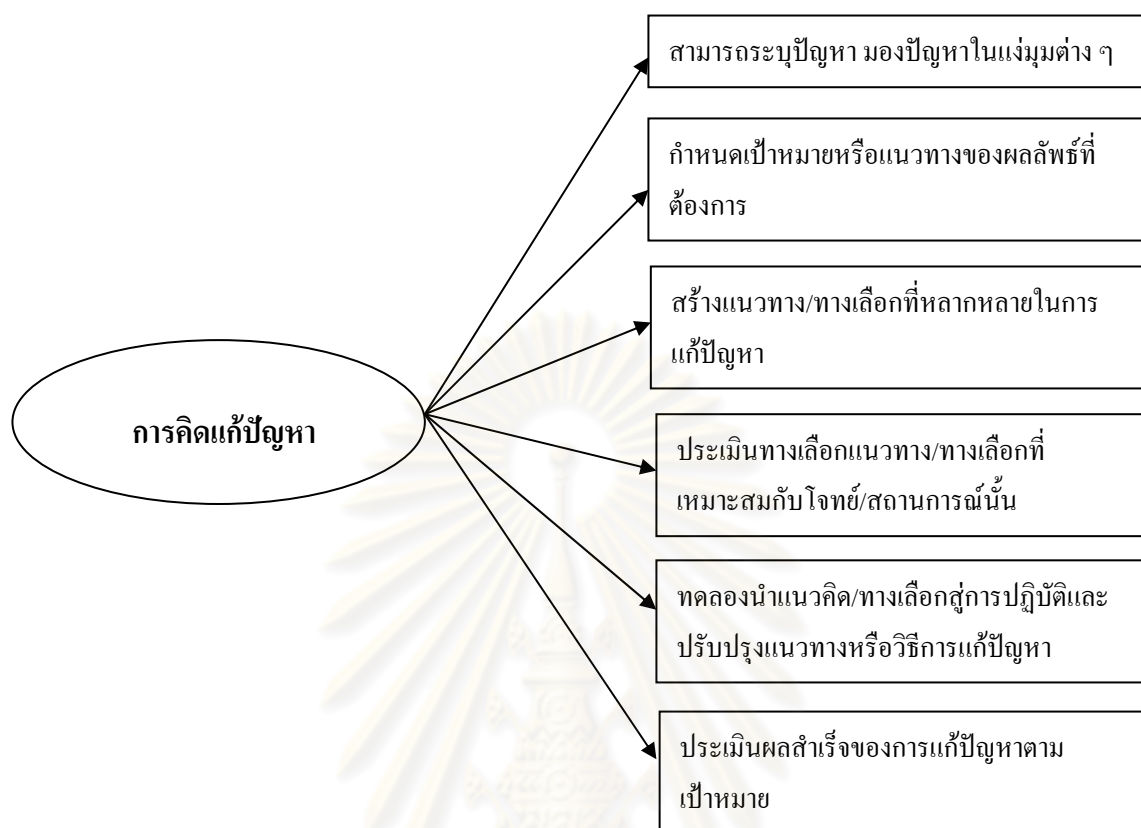 สามารถระบุปัญหา มองปัญหาในแง่มุมต่าง ๆ
กำหนดเป้าหมายหรือแนวทางของผลลัพธ์ที่
ต้องการ
สร้างแนวทาง/ทางเลือกที่หลากหลายในการ
แก้ปัญหา
การคิดแก้ปัญหา
ประเมินทางเลือกแนวทาง/ทางเลือกที่
เหมาะสมกับโจทย์/สถานการณ์นั้น
ทดลองนำแนวคิด/ทางเลือกสู่การปฏิบัติและ
ปรับปรุงแนวทางหรือวิธีการแก้ปัญหา
ประเมินผลสำเร็จของการแก้ปัญหาตาม
เป้าหมาย